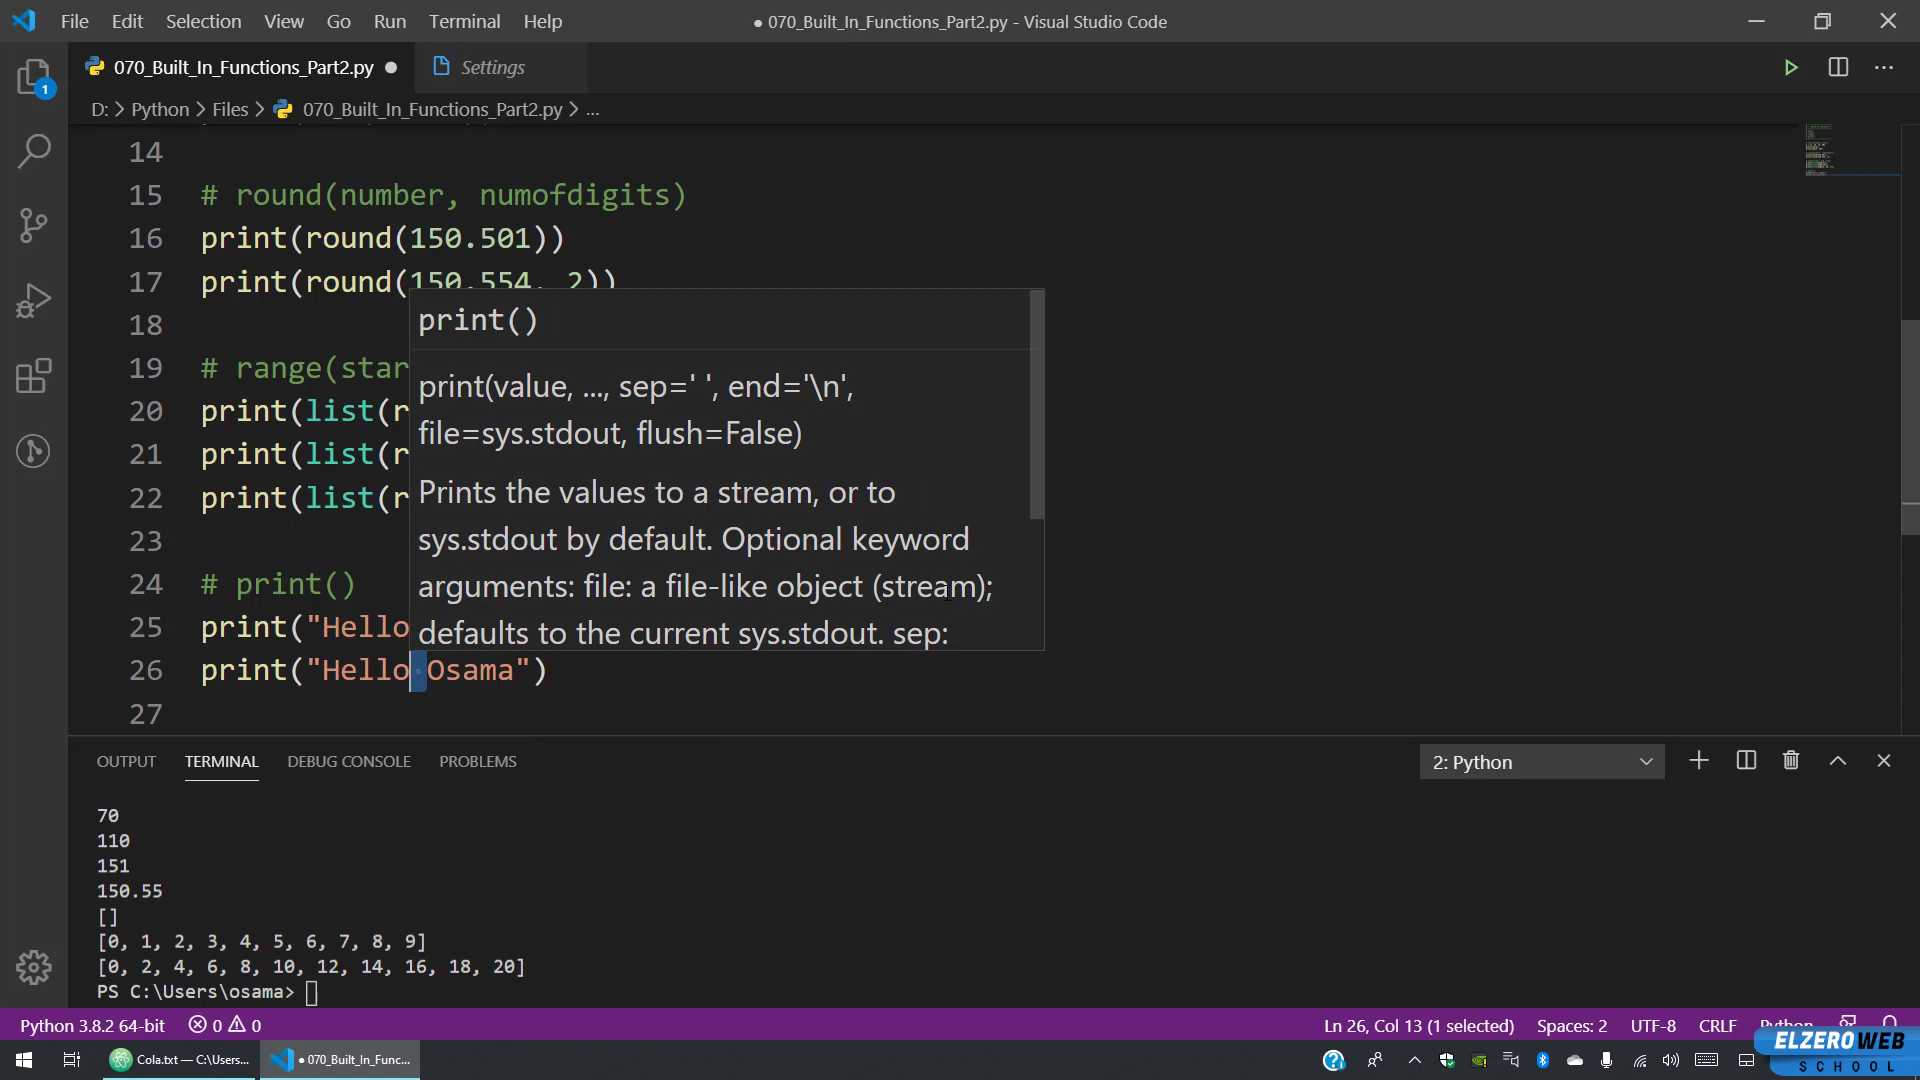 File Edit Selection View Go Run Terminal Help
● 070_Built_In_Functions_Part2.py - Visual Studio Code
070_Built_In_Functions_Part2.py ●
Settings
D: > Python > Files > 070_Built_In_Functions_Part2.py > ...
1
14
15 # round(number, numofdigits)
16 print(round(150.501))
17 print(round(150.554, 2))
18
19 # range(star
20 print(list(r
21 print(list(r
22 print(list(r
23
24 # print()
25 print("Hello
26 print("Hello Osama")
27
print()
print(value, ..., sep=' ', end='\n',
file=sys.stdout, flush=False)
Prints the values to a stream, or to
sys.stdout by default. Optional keyword
arguments: file: a file-like object (stream);
defaults to the current sys.stdout. sep:
OUTPUT TERMINAL DEBUG CONSOLE PROBLEMS
2: Python
70
110
151
150.55
[]
[0, 1, 2, 3, 4, 5, 6, 7, 8, 9]
[0, 2, 4, 6, 8, 10, 12, 14, 16, 18, 20]
PS C:\Users\osama>
Python 3.8.2 64-bit 0 0
Ln 26, Col 13 (1 selected) Spaces: 2 UTF-8 CRLF Python
Cola.txt — C:\Users...
● 070_Built_In_Func...
ELZEROWEB
SCHOOL